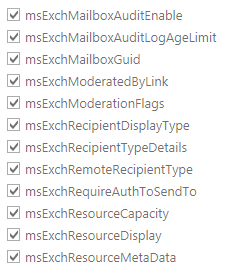 msExchMailboxAuditEnable
msExchMailboxAuditLogAgeLimit
msExchMailboxGuid
msExchModeratedByLink
msExchModerationFlags
msExchRecipientDisplayType
msExchRecipientTypeDetails
msExchRemoteRecipientType
msExchRequireAuthToSendTo
msExchResourceCapacity
msExchResourceDisplay
msExchResourceMetaData